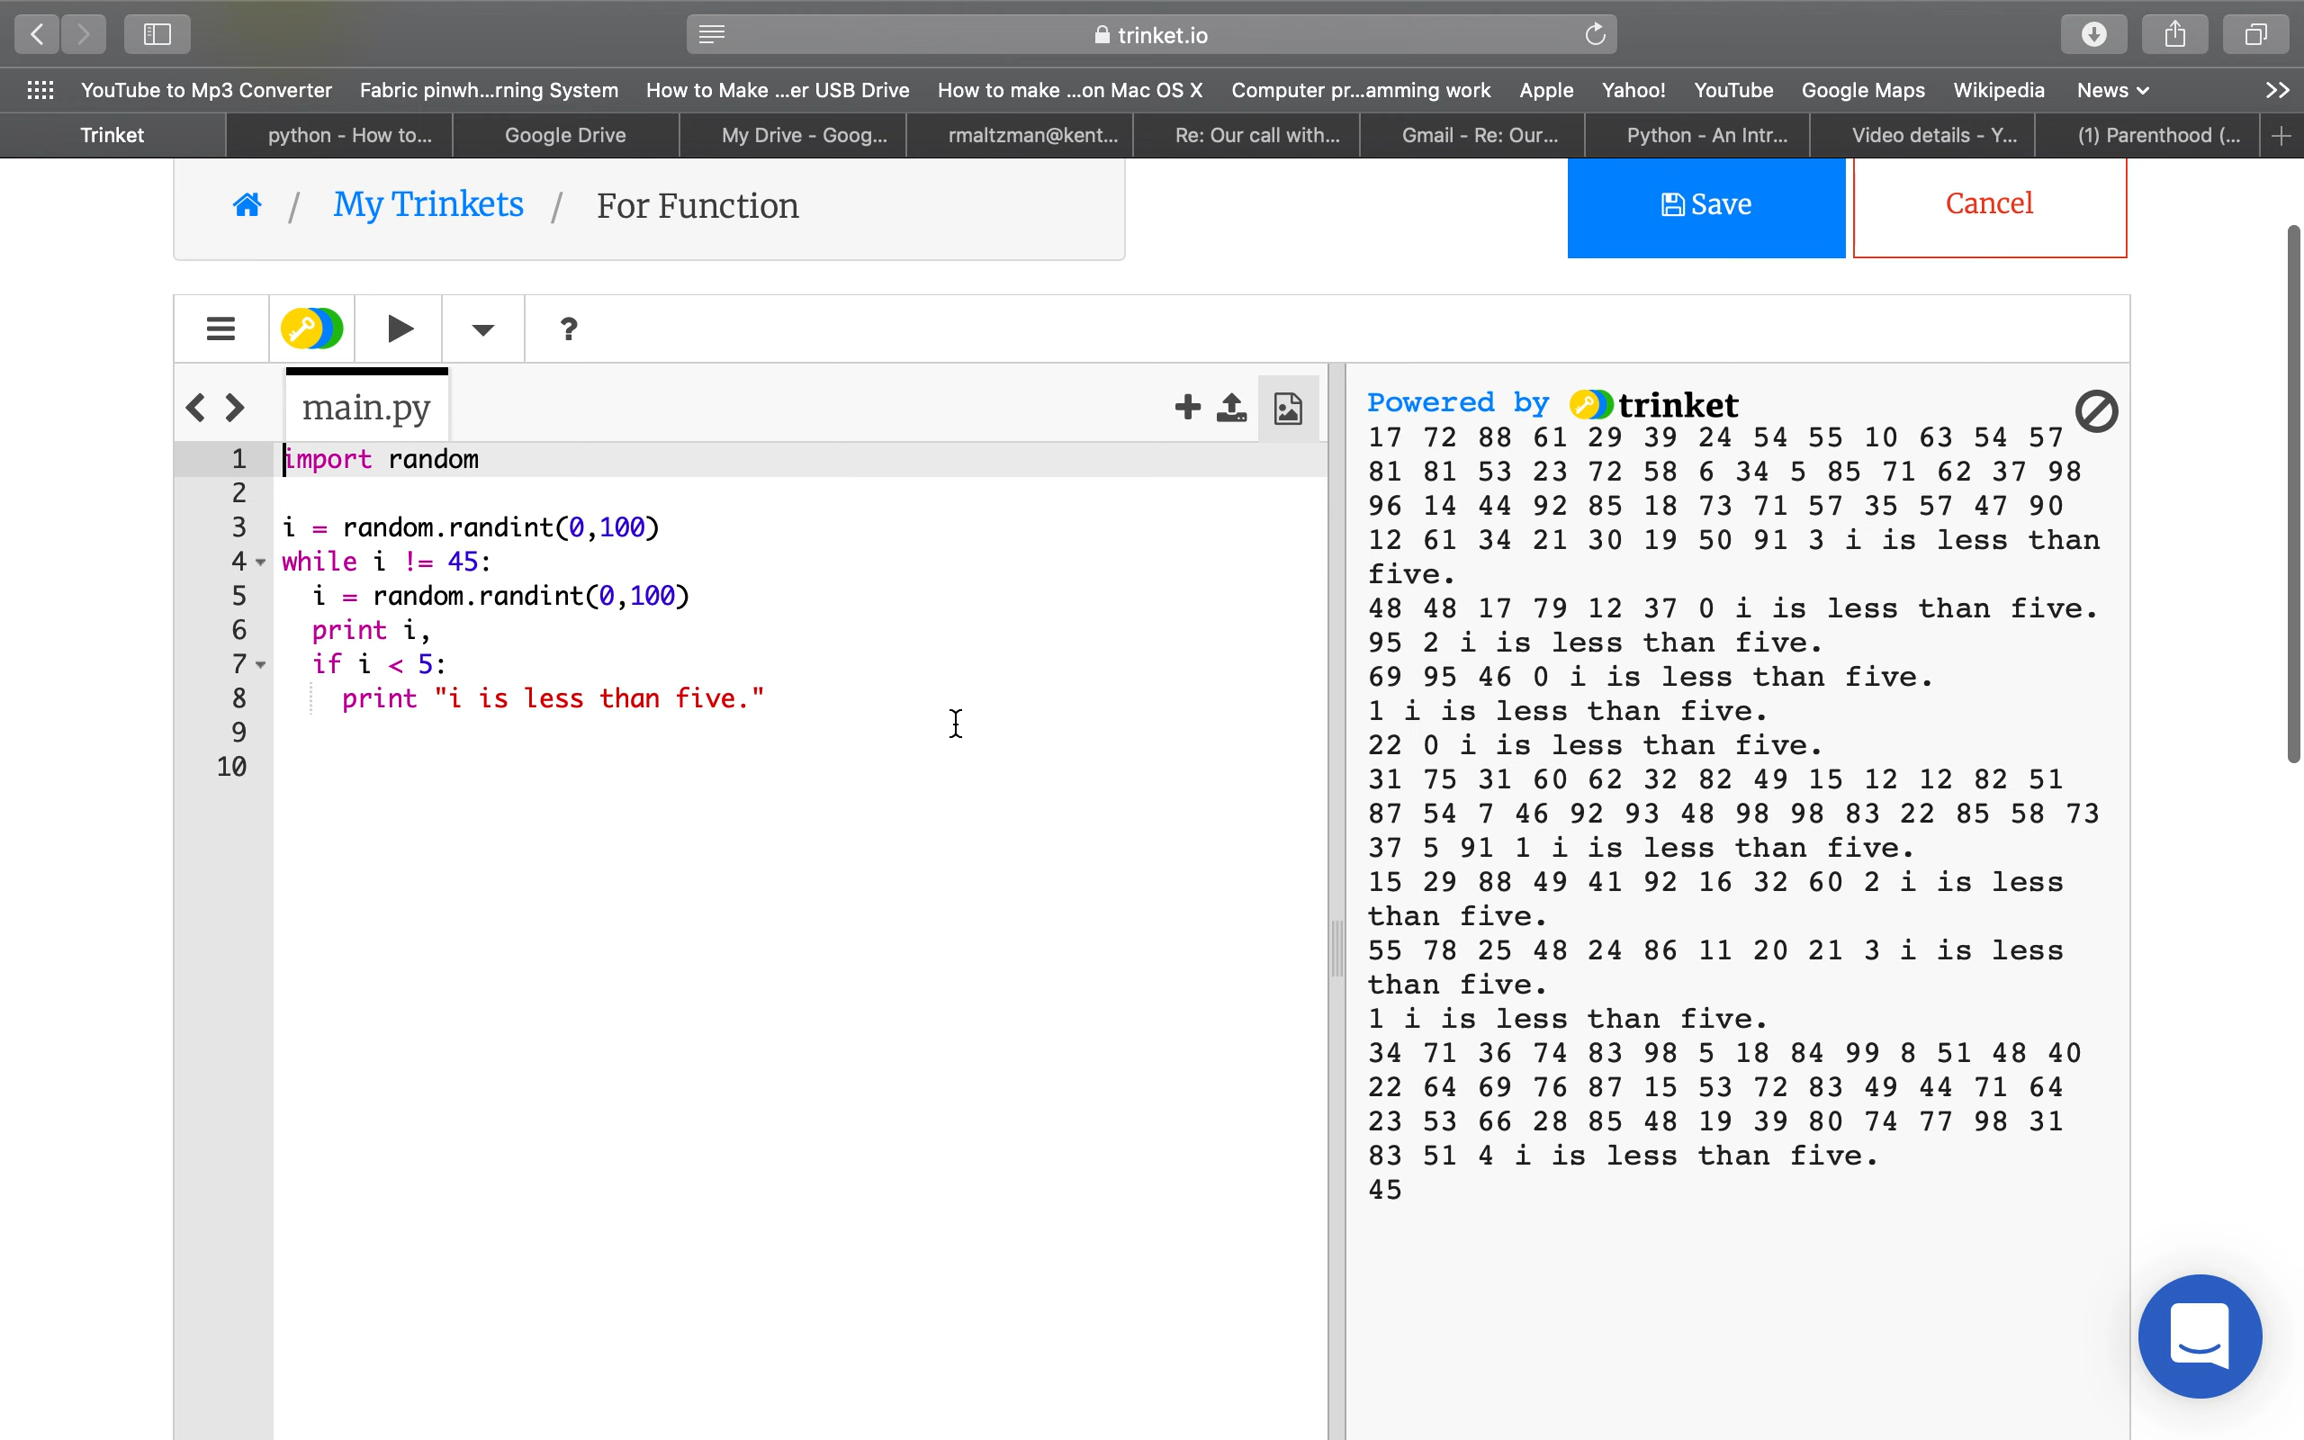 trinket.io
YouTube to Mp3 Converter Fabric pinwh...rning System How to Make ...er USB Drive How to make ...on Mac OS X Computer pr...amming work Apple Yahoo! YouTube Google Maps Wikipedia News
Trinket python - How to... Google Drive My Drive - Goog... rmaltzman@kent... Re: Our call with... Gmail - Re: Our... Python - An Intr... Video details - Y... (1) Parenthood (...
/ My Trinkets / For Function
Save Cancel
?
main.py
1 import random
2
3 i = random.randint(0,100)
4 while i != 45:
5 i = random.randint(0,100)
6 print i,
7 if i < 5:
8 print "i is less than five."
9
10
Powered by trinket
17 72 88 61 29 39 24 54 55 10 63 54 57
81 81 53 23 72 58 6 34 5 85 71 62 37 98
96 14 44 92 85 18 73 71 57 35 57 47 90
12 61 34 21 30 19 50 91 3 i is less than
five.
48 48 17 79 12 37 0 i is less than five.
95 2 i is less than five.
69 95 46 0 i is less than five.
1 i is less than five.
22 0 i is less than five.
31 75 31 60 62 32 82 49 15 12 12 82 51
87 54 7 46 92 93 48 98 98 83 22 85 58 73
37 5 91 1 i is less than five.
15 29 88 49 41 92 16 32 60 2 i is less
than five.
55 78 25 48 24 86 11 20 21 3 i is less
than five.
1 i is less than five.
34 71 36 74 83 98 5 18 84 99 8 51 48 40
22 64 69 76 87 15 53 72 83 49 44 71 64
23 53 66 28 85 48 19 39 80 74 77 98 31
83 51 4 i is less than five.
45